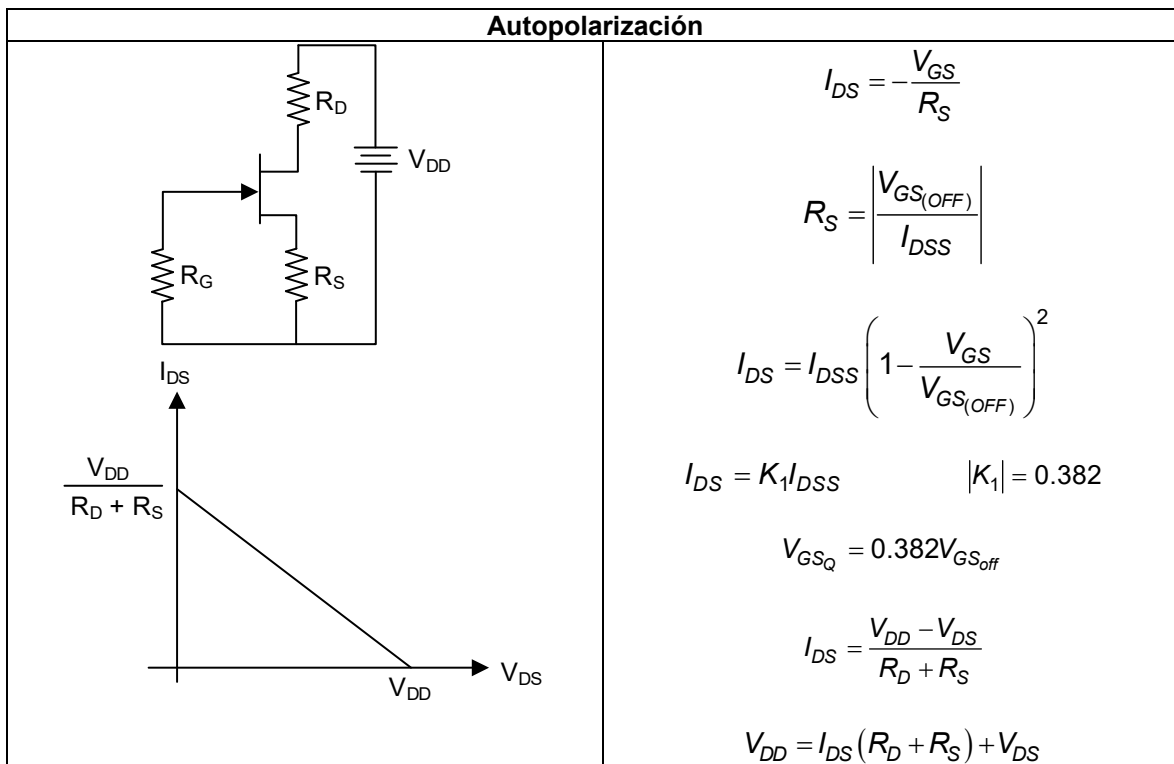 Autopolarización
R_D
V_DD
R_G
R_S
I_DS
V_DD / (R_D + R_S)
V_DD
V_DS
I_DS = -V_GS / R_S
R_S = |V_GS(OFF) / I_DSS|
I_DS = I_DSS (1 - V_GS / V_GS(OFF))^2
I_DS = K_1 I_DSS |K_1| = 0.382
V_GS_Q = 0.382V_GS_off
I_DS = (V_DD - V_DS) / (R_D + R_S)
V_DD = I_DS (R_D + R_S) + V_DS